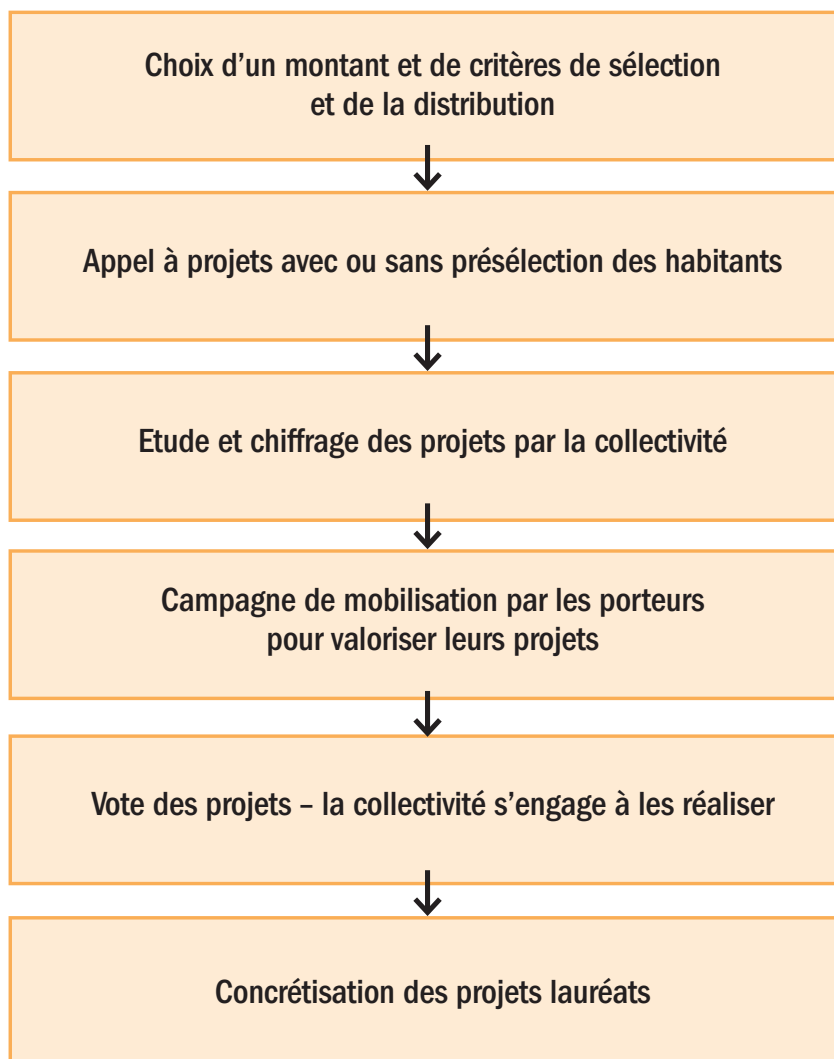 Choix d’un montant et de critères de sélection
et de la distribution
Appel à projets avec ou sans présélection des habitants
Etude et chiffrage des projets par la collectivité
Campagne de mobilisation par les porteurs
pour valoriser leurs projets
Vote des projets – la collectivité s’engage à les réaliser
Concrétisation des projets lauréats